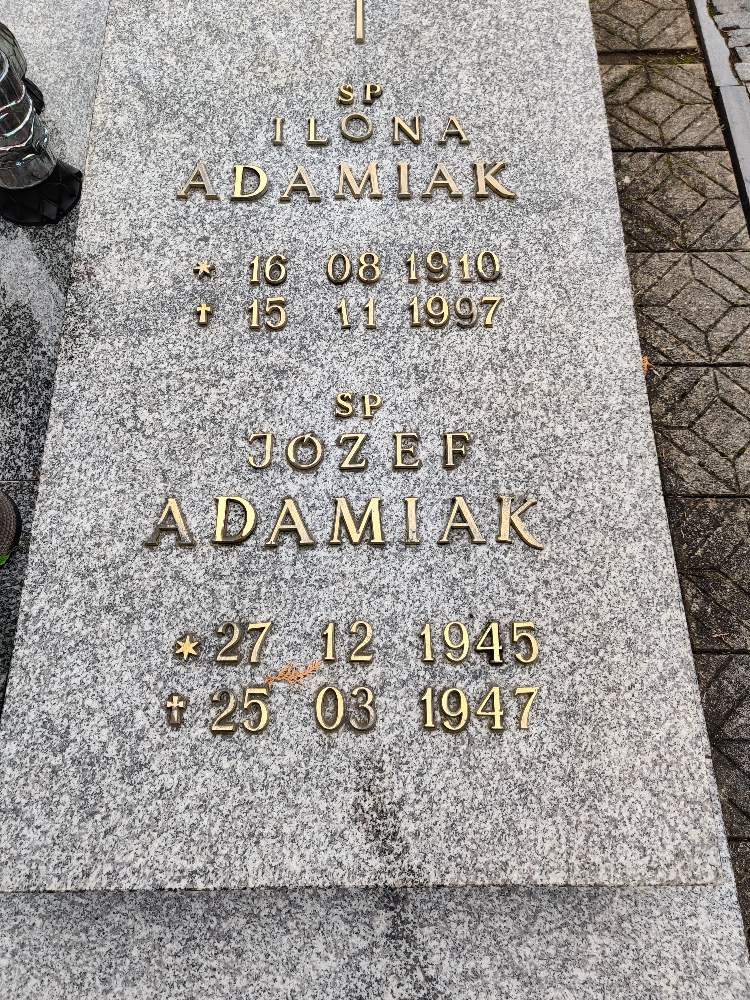 SP
ILONA
ADAMIAK
* 16 08 1910
✝ 15 11 1997
SP
JÓZEF
ADAMIAK
* 27 12 1945
✝ 25 03 1947